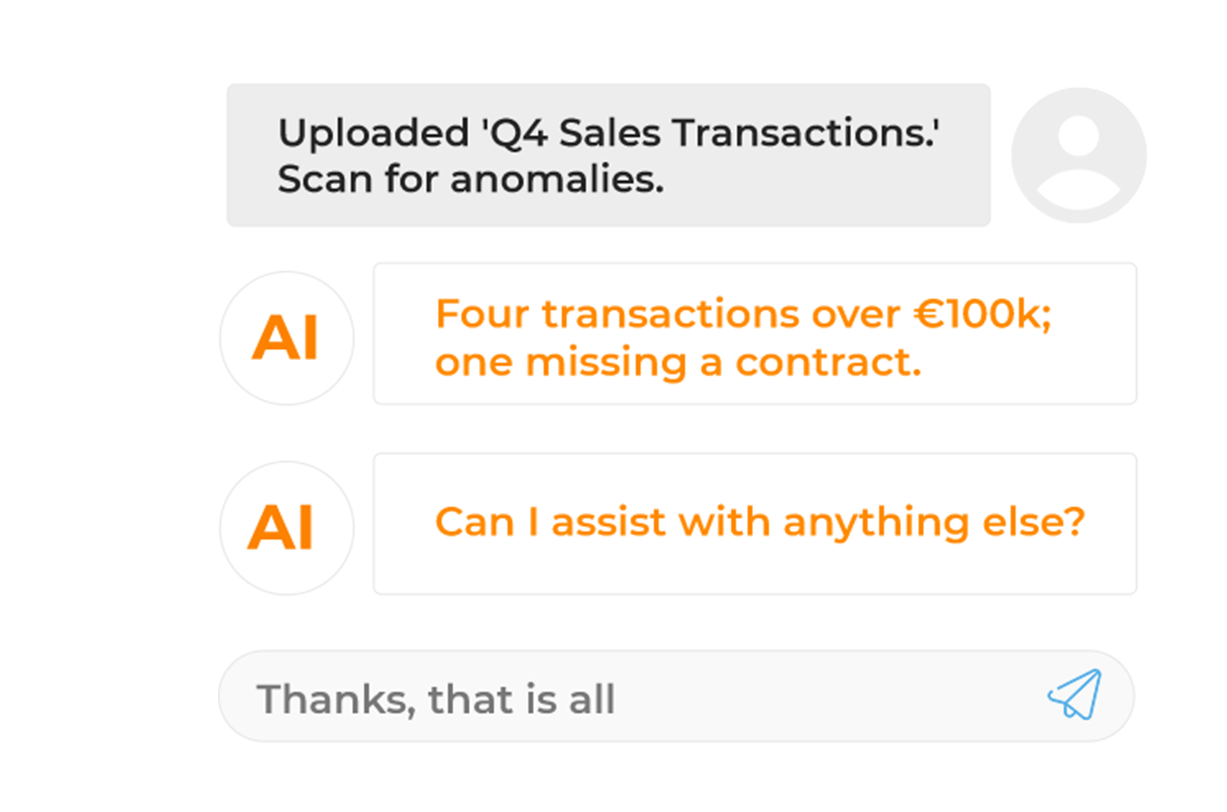 Uploaded 'Q4 Sales Transactions.'
Scan for anomalies.
AI
Four transactions over €100k;
one missing a contract.
AI
Can I assist with anything else?
Thanks, that is all